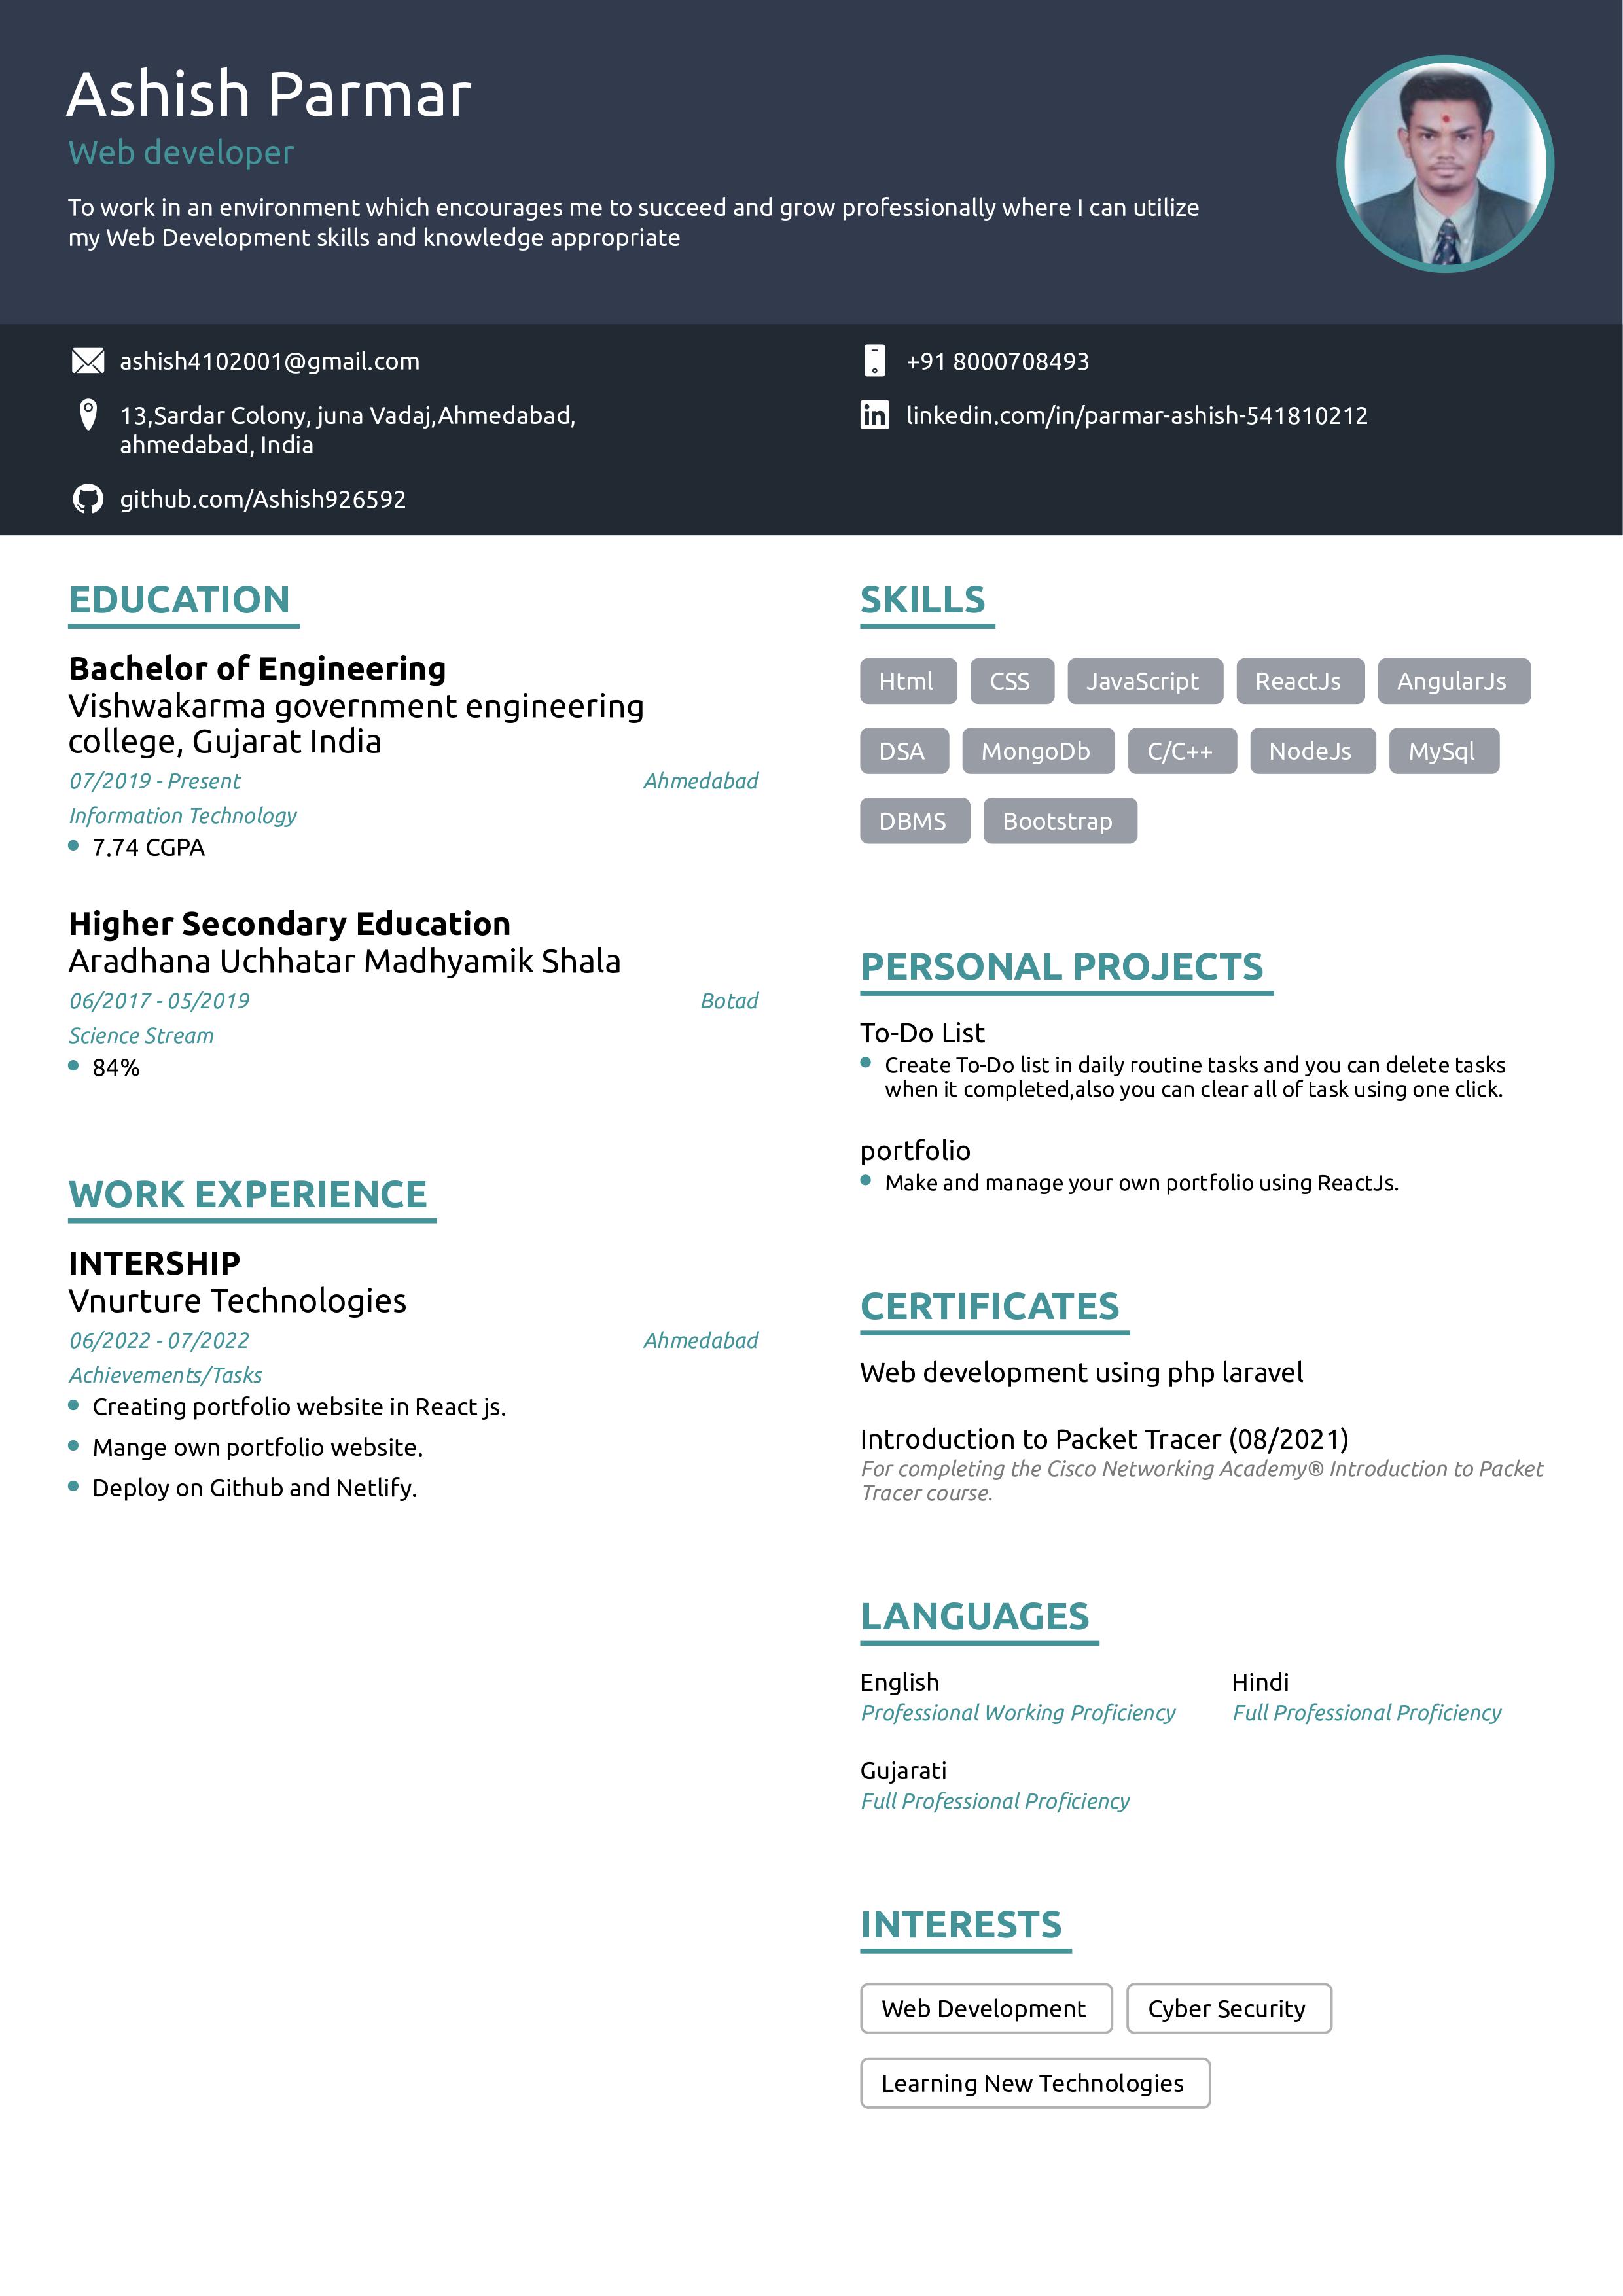 Ashish Parmar
Web developer
To work in an environment which encourages me to succeed and grow professionally where I can utilize
my Web Development skills and knowledge appropriate
ashish4102001@gmail.com
+91 8000708493
13,Sardar Colony, juna Vadaj,Ahmedabad,
ahmedabad, India
linkedin.com/in/parmar-ashish-541810212
github.com/Ashish926592
EDUCATION
Bachelor of Engineering
Vishwakarma government engineering
college, Gujarat India
07/2019 - Present Ahmedabad
Information Technology
7.74 CGPA
Higher Secondary Education
Aradhana Uchhatar Madhyamik Shala
06/2017 - 05/2019 Botad
Science Stream
84%
WORK EXPERIENCE
INTERSHIP
Vnurture Technologies
06/2022 - 07/2022 Ahmedabad
Achievements/Tasks
Creating portfolio website in React js.
Mange own portfolio website.
Deploy on Github and Netlify.
SKILLS
Html CSS JavaScript ReactJs AngularJs
DSA MongoDb C/C++ NodeJs MySql
DBMS Bootstrap
PERSONAL PROJECTS
To-Do List
Create To-Do list in daily routine tasks and you can delete tasks
when it completed,also you can clear all of task using one click.
portfolio
Make and manage your own portfolio using ReactJs.
CERTIFICATES
Web development using php laravel
Introduction to Packet Tracer (08/2021)
For completing the Cisco Networking Academy® Introduction to Packet
Tracer course.
LANGUAGES
English Hindi
Professional Working Proficiency Full Professional Proficiency
Gujarati
Full Professional Proficiency
INTERESTS
Web Development Cyber Security
Learning New Technologies